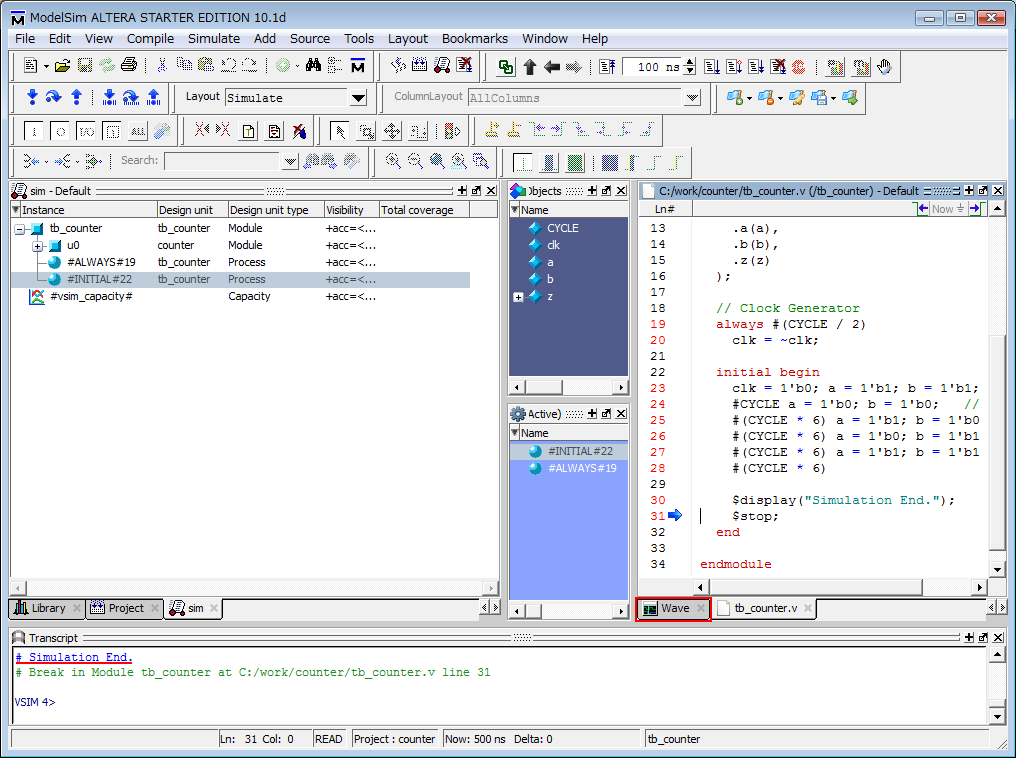 ModelSim ALTERA STARTER EDITION 10.1d
File Edit View Compile Simulate Add Source Tools Layout Bookmarks Window Help
100 ns
Layout Simulate
ColumnLayout AllColumns
Search:
sim - Default
Instance Design unit Design unit type Visibility Total coverage
tb_counter tb_counter Module +acc=<...
u0 counter Module +acc=<...
#ALWAYS#19 tb_counter Process +acc=<...
#INITIAL#22 tb_counter Process +acc=<...
#vsim_capacity# Capacity +acc=<...
Library
Project
sim
Objects
Name
CYCLE
clk
a
b
z
Active)
Name
#INITIAL#22
#ALWAYS#19
C:/work/counter/tb_counter.v (/tb_counter) - Default
Ln# Now
13 .a(a),
14 .b(b),
15 .z(z)
16 );
17
18 // Clock Generator
19 always #(CYCLE / 2)
20 clk = ~clk;
21
22 initial begin
23 clk = 1'b0; a = 1'b1; b = 1'b1;
24 #CYCLE a = 1'b0; b = 1'b0; //
25 #(CYCLE * 6) a = 1'b1; b = 1'b0
26 #(CYCLE * 6) a = 1'b0; b = 1'b1
27 #(CYCLE * 6) a = 1'b1; b = 1'b1
28 #(CYCLE * 6)
29
30 $display("Simulation End.");
31 $stop;
32 end
33
34 endmodule
Wave
tb_counter.v
Transcript
# Simulation End.
# Break in Module tb_counter at C:/work/counter/tb_counter.v line 31
VSIM 4>
Ln: 31 Col: 0 READ Project : counter Now: 500 ns Delta: 0 tb_counter